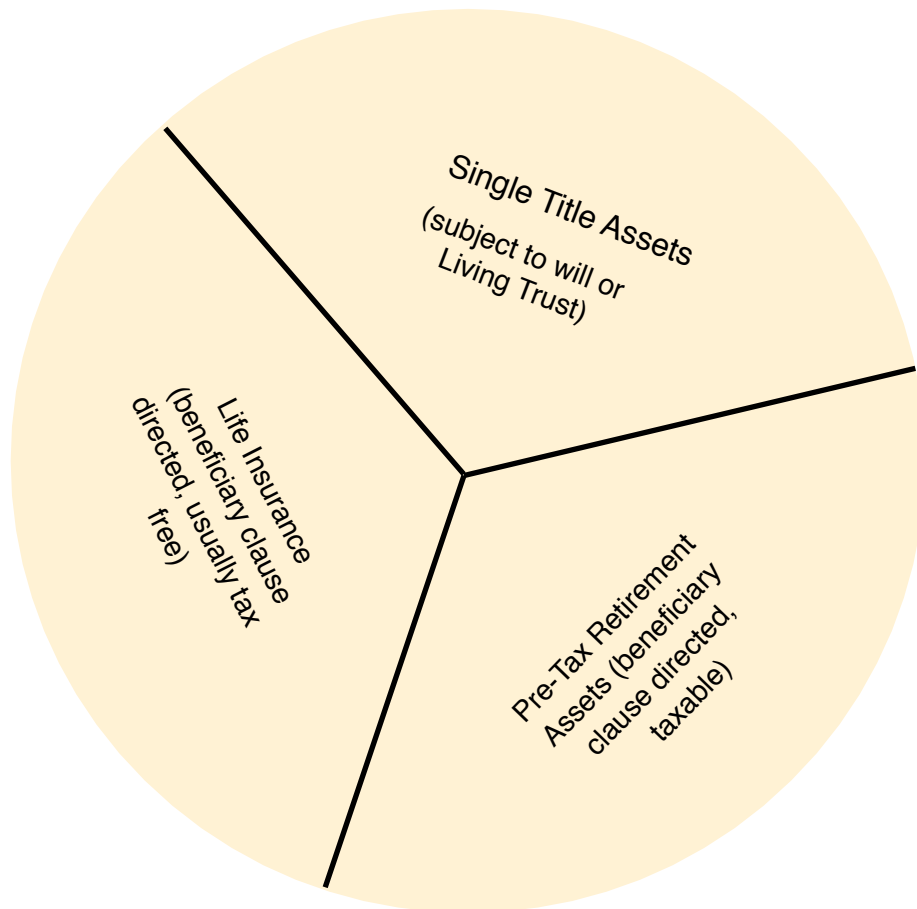 Single Title Assets
(subject to will or
Living Trust)
Life Insurance
(beneficiary clause
directed, usually tax
free)
Pre-Tax Retirement
Assets (beneficiary
clause directed,
taxable)